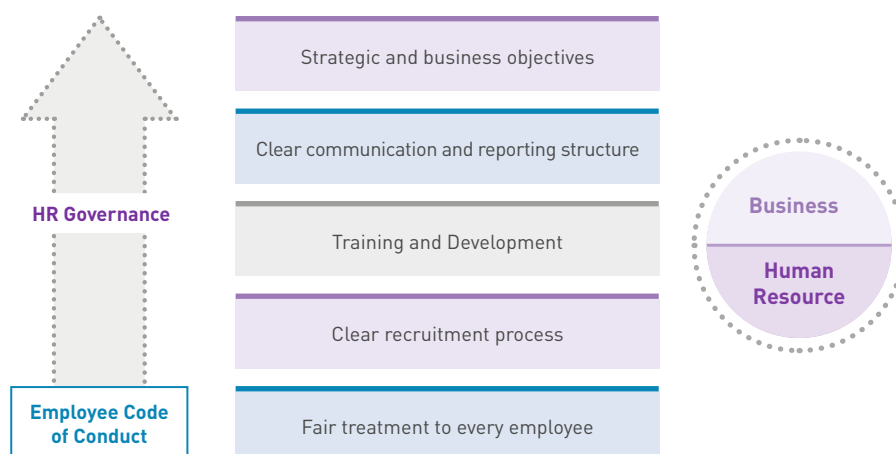 Strategic and business objectives
Clear communication and reporting structure
HR Governance
Training and Development
Business
Human
Resource
Clear recruitment process
Employee Code
of Conduct
Fair treatment to every employee